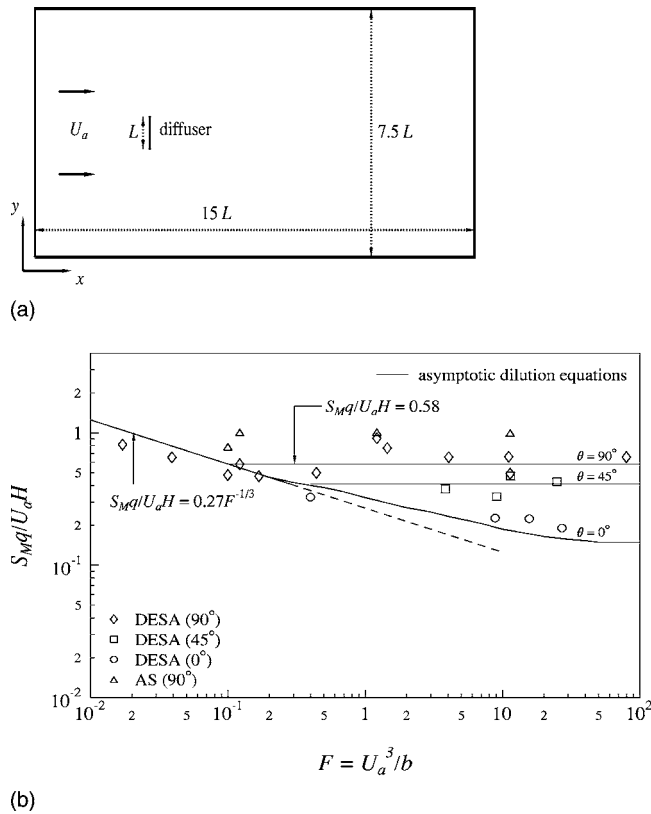 U_a
L
diffuser
7.5 L
15 L
y
x
(a)
asymptotic dilution equations
S_M q/U_a H = 0.58
θ = 90°
θ = 45°
S_M q/U_a H = 0.27F^{-1/3}
θ = 0°
S_M q/U_a H
2
1
5
2
10^{-1}
5
2
10^{-2}
DESA (90°)
DESA (45°)
DESA (0°)
AS (90°)
10^{-2} 2 5 10^{-1} 2 5 1 2 5 10 2 5 10^2
F = U_a^3/b
(b)